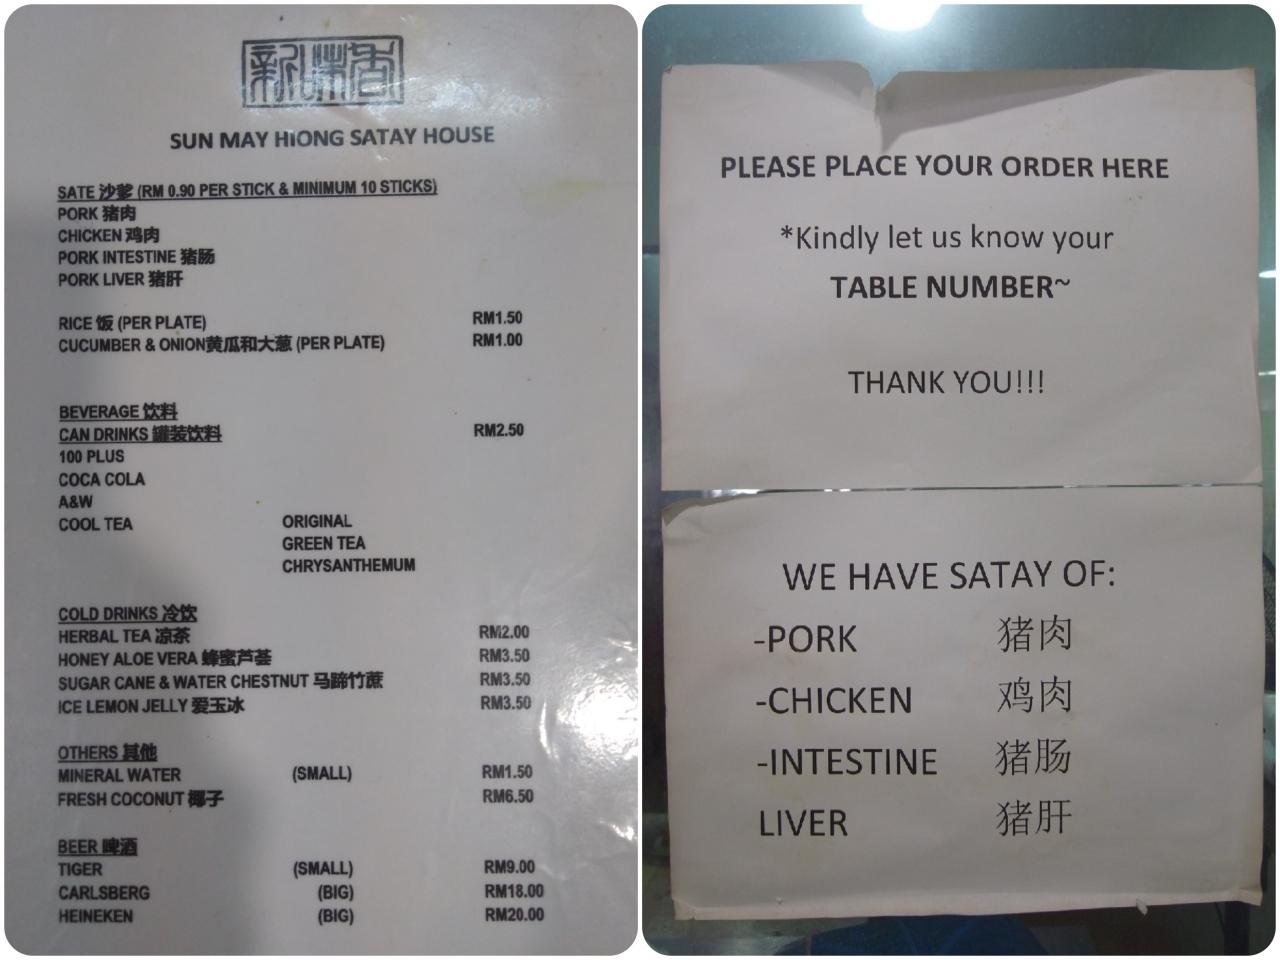 新味香
SUN MAY HIONG SATAY HOUSE
SATE 沙爹 (RM 0.90 PER STICK & MINIMUM 10 STICKS)
PORK 猪肉
CHICKEN 鸡肉
PORK INTESTINE 猪肠
PORK LIVER 猪肝
RICE 饭 (PER PLATE) RM1.50
CUCUMBER & ONION黄瓜和大葱 (PER PLATE) RM1.00
BEVERAGE 饮料
CAN DRINKS 罐装饮料 RM2.50
100 PLUS
COCA COLA
A&W
COOL TEA ORIGINAL
GREEN TEA
CHRYSANTHEMUM
COLD DRINKS 冷饮
HERBAL TEA 凉茶 RM2.00
HONEY ALOE VERA 蜂蜜芦荟 RM3.50
SUGAR CANE & WATER CHESTNUT 马蹄竹蔗 RM3.50
ICE LEMON JELLY 爱玉冰 RM3.50
OTHERS 其他
MINERAL WATER (SMALL) RM1.50
FRESH COCONUT 椰子 RM6.50
BEER 啤酒
TIGER (SMALL) RM9.00
CARLSBERG (BIG) RM18.00
HEINEKEN (BIG) RM20.00
PLEASE PLACE YOUR ORDER HERE
*Kindly let us know your
TABLE NUMBER~
THANK YOU!!!
WE HAVE SATAY OF:
-PORK 猪肉
-CHICKEN 鸡肉
-INTESTINE 猪肠
LIVER 猪肝